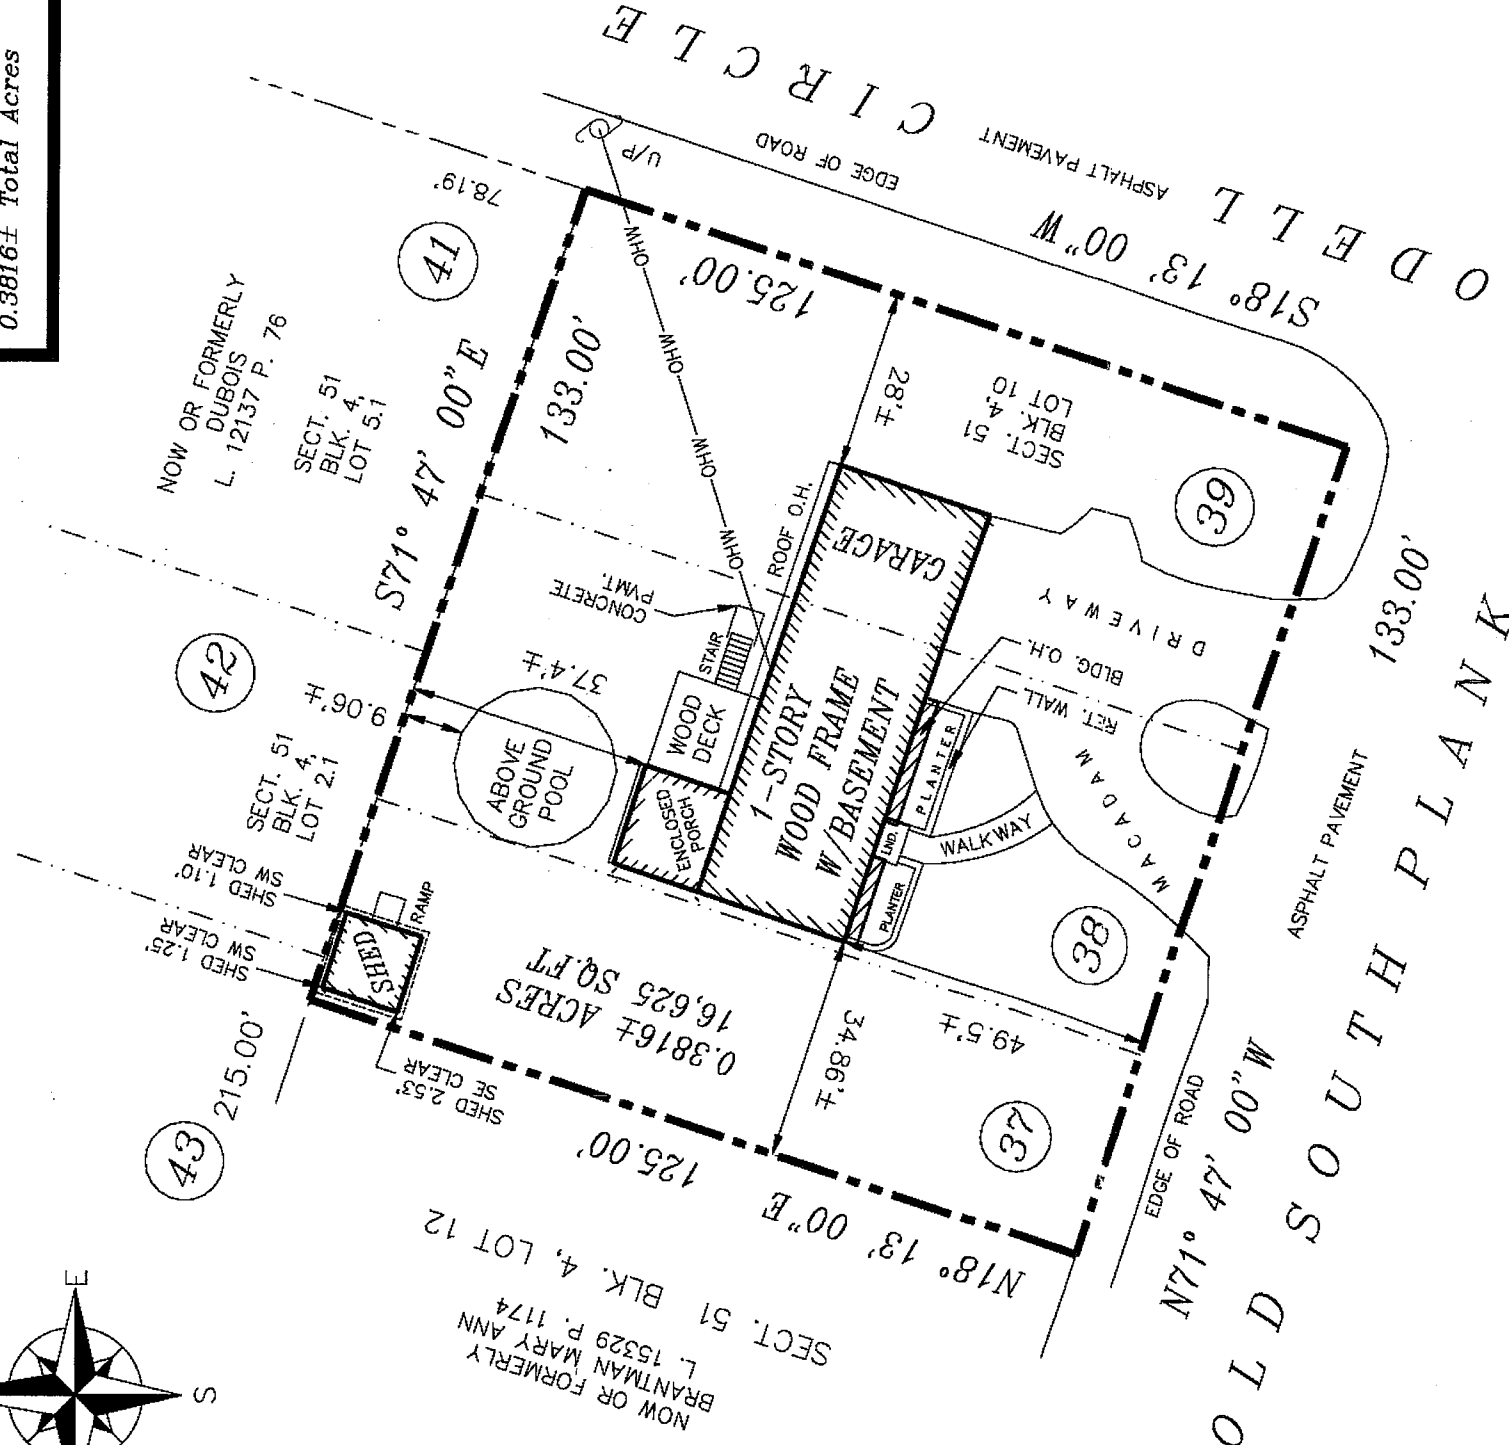 0.3816± Total Acres
ODELL CIRCLE
ASPHALT PAVEMENT
EDGE OF ROAD
U/P
S18° 13' 00" W
125.00'
78.19'
41
NOW OR FORMERLY
DUBOIS
L. 12137 P. 76
SECT. 51
BLK. 4,
LOT 5.1
S71° 47' 00" E
133.00'
OHW
OHW
OHW
OHW
28'±
SECT. 51
BLK. 4,
LOT 10
39
ROOF O.H.
GARAGE
CONCRETE
PVMT.
STAIR
37.4'±
42
9.06'±
SECT. 51
BLK. 4,
LOT 2.1
ABOVE
GROUND
POOL
WOOD
DECK
ENCLOSED
PORCH
1-STORY
WOOD FRAME
W/BASEMENT
DRIVEWAY
BLDG. O.H.
RET. WALL
PLANTER
LND.
WALKWAY
PLANTER
MACADAM
38
SHED 1.10'
SW CLEAR
SHED 1.25'
SW CLEAR
RAMP
SHED
0.3816± ACRES
16,625 SQ.FT
34.86'±
49.5'±
37
SHED 2.53'
SE CLEAR
43
215.00'
125.00'
N18° 13' 00" E
SECT. 51 BLK. 4, LOT 12
NOW OR FORMERLY
BRANTMAN MARY ANN
L. 15329 P. 1174
133.00'
ASPHALT PAVEMENT
EDGE OF ROAD
N71° 47' 00" W
OLD SOUTH PLANK
E
S